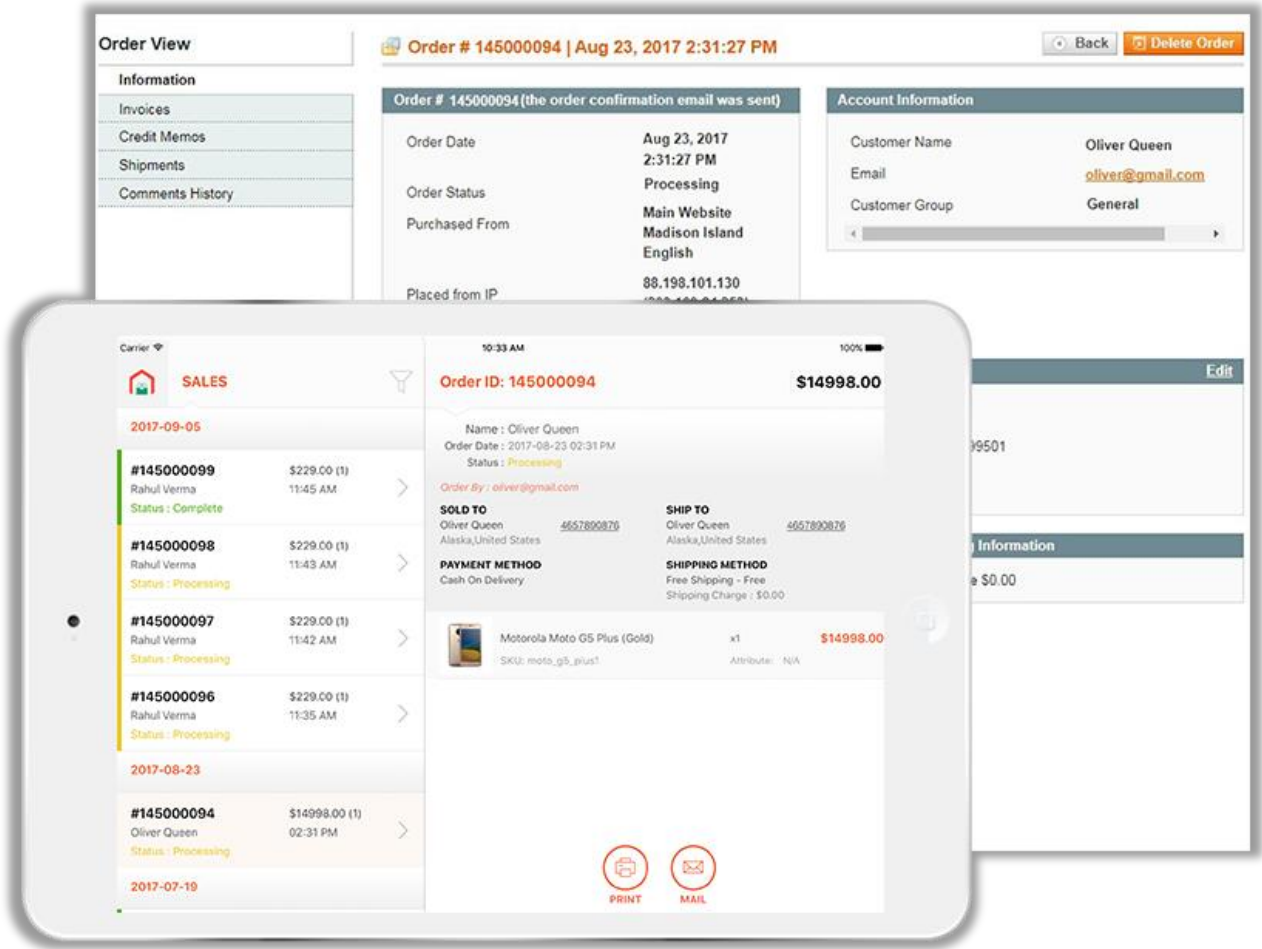 Order View
Order # 145000094 | Aug 23, 2017 2:31:27 PM
Back
Delete Order
Information
Invoices
Credit Memos
Shipments
Comments History
Order # 145000094(the order confirmation email was sent)
Order Date
Aug 23, 2017
2:31:27 PM
Order Status
Processing
Purchased From
Main Website
Madison Island
English
Placed from IP
88.198.101.130
Account Information
Customer Name
Oliver Queen
Email
oliver@gmail.com
Customer Group
General
Edit
99501
Information
$0.00
Carrier
10:33 AM
100%
SALES
2017-09-05
#145000099
$229.00 (1)
Rahul Verma
11:45 AM
Status : Complete
#145000098
$229.00 (1)
Rahul Verma
11:43 AM
Status : Processing
#145000097
$229.00 (1)
Rahul Verma
11:42 AM
Status : Processing
#145000096
$229.00 (1)
Rahul Verma
11:35 AM
Status : Processing
2017-08-23
#145000094
$14998.00 (1)
Oliver Queen
02:31 PM
Status : Processing
2017-07-19
Order ID: 145000094
$14998.00
Name : Oliver Queen
Order Date : 2017-08-23 02:31 PM
Status : Processing
Order By : oliver@gmail.com
SOLD TO
Oliver Queen
4657890876
Alaska,United States
SHIP TO
Oliver Queen
4657890876
Alaska,United States
PAYMENT METHOD
Cash On Delivery
SHIPPING METHOD
Free Shipping - Free
Shipping Charge : $0.00
Motorola Moto G5 Plus (Gold)
x1
$14998.00
SKU: moto_g5_plus1
Attribute: N/A
PRINT
MAIL